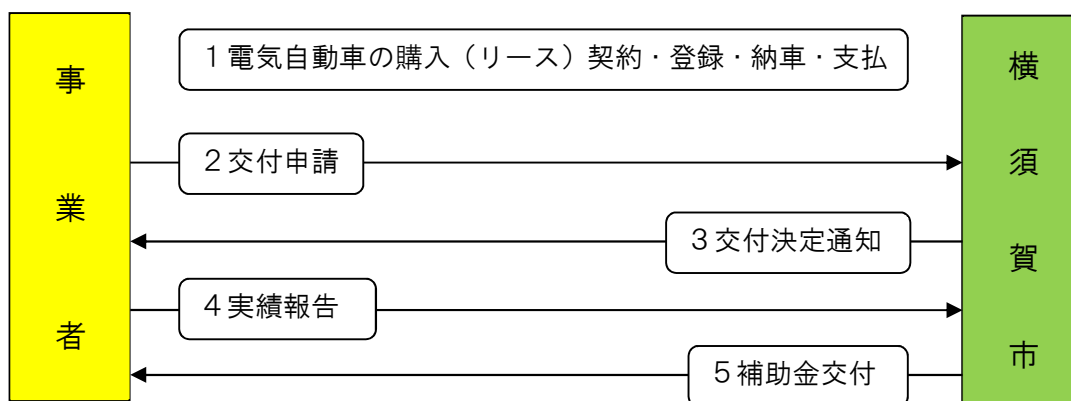 事業者
1電気自動車の購入（リース）契約・登録・納車・支払
2交付申請
3交付決定通知
4実績報告
5補助金交付
横須賀市